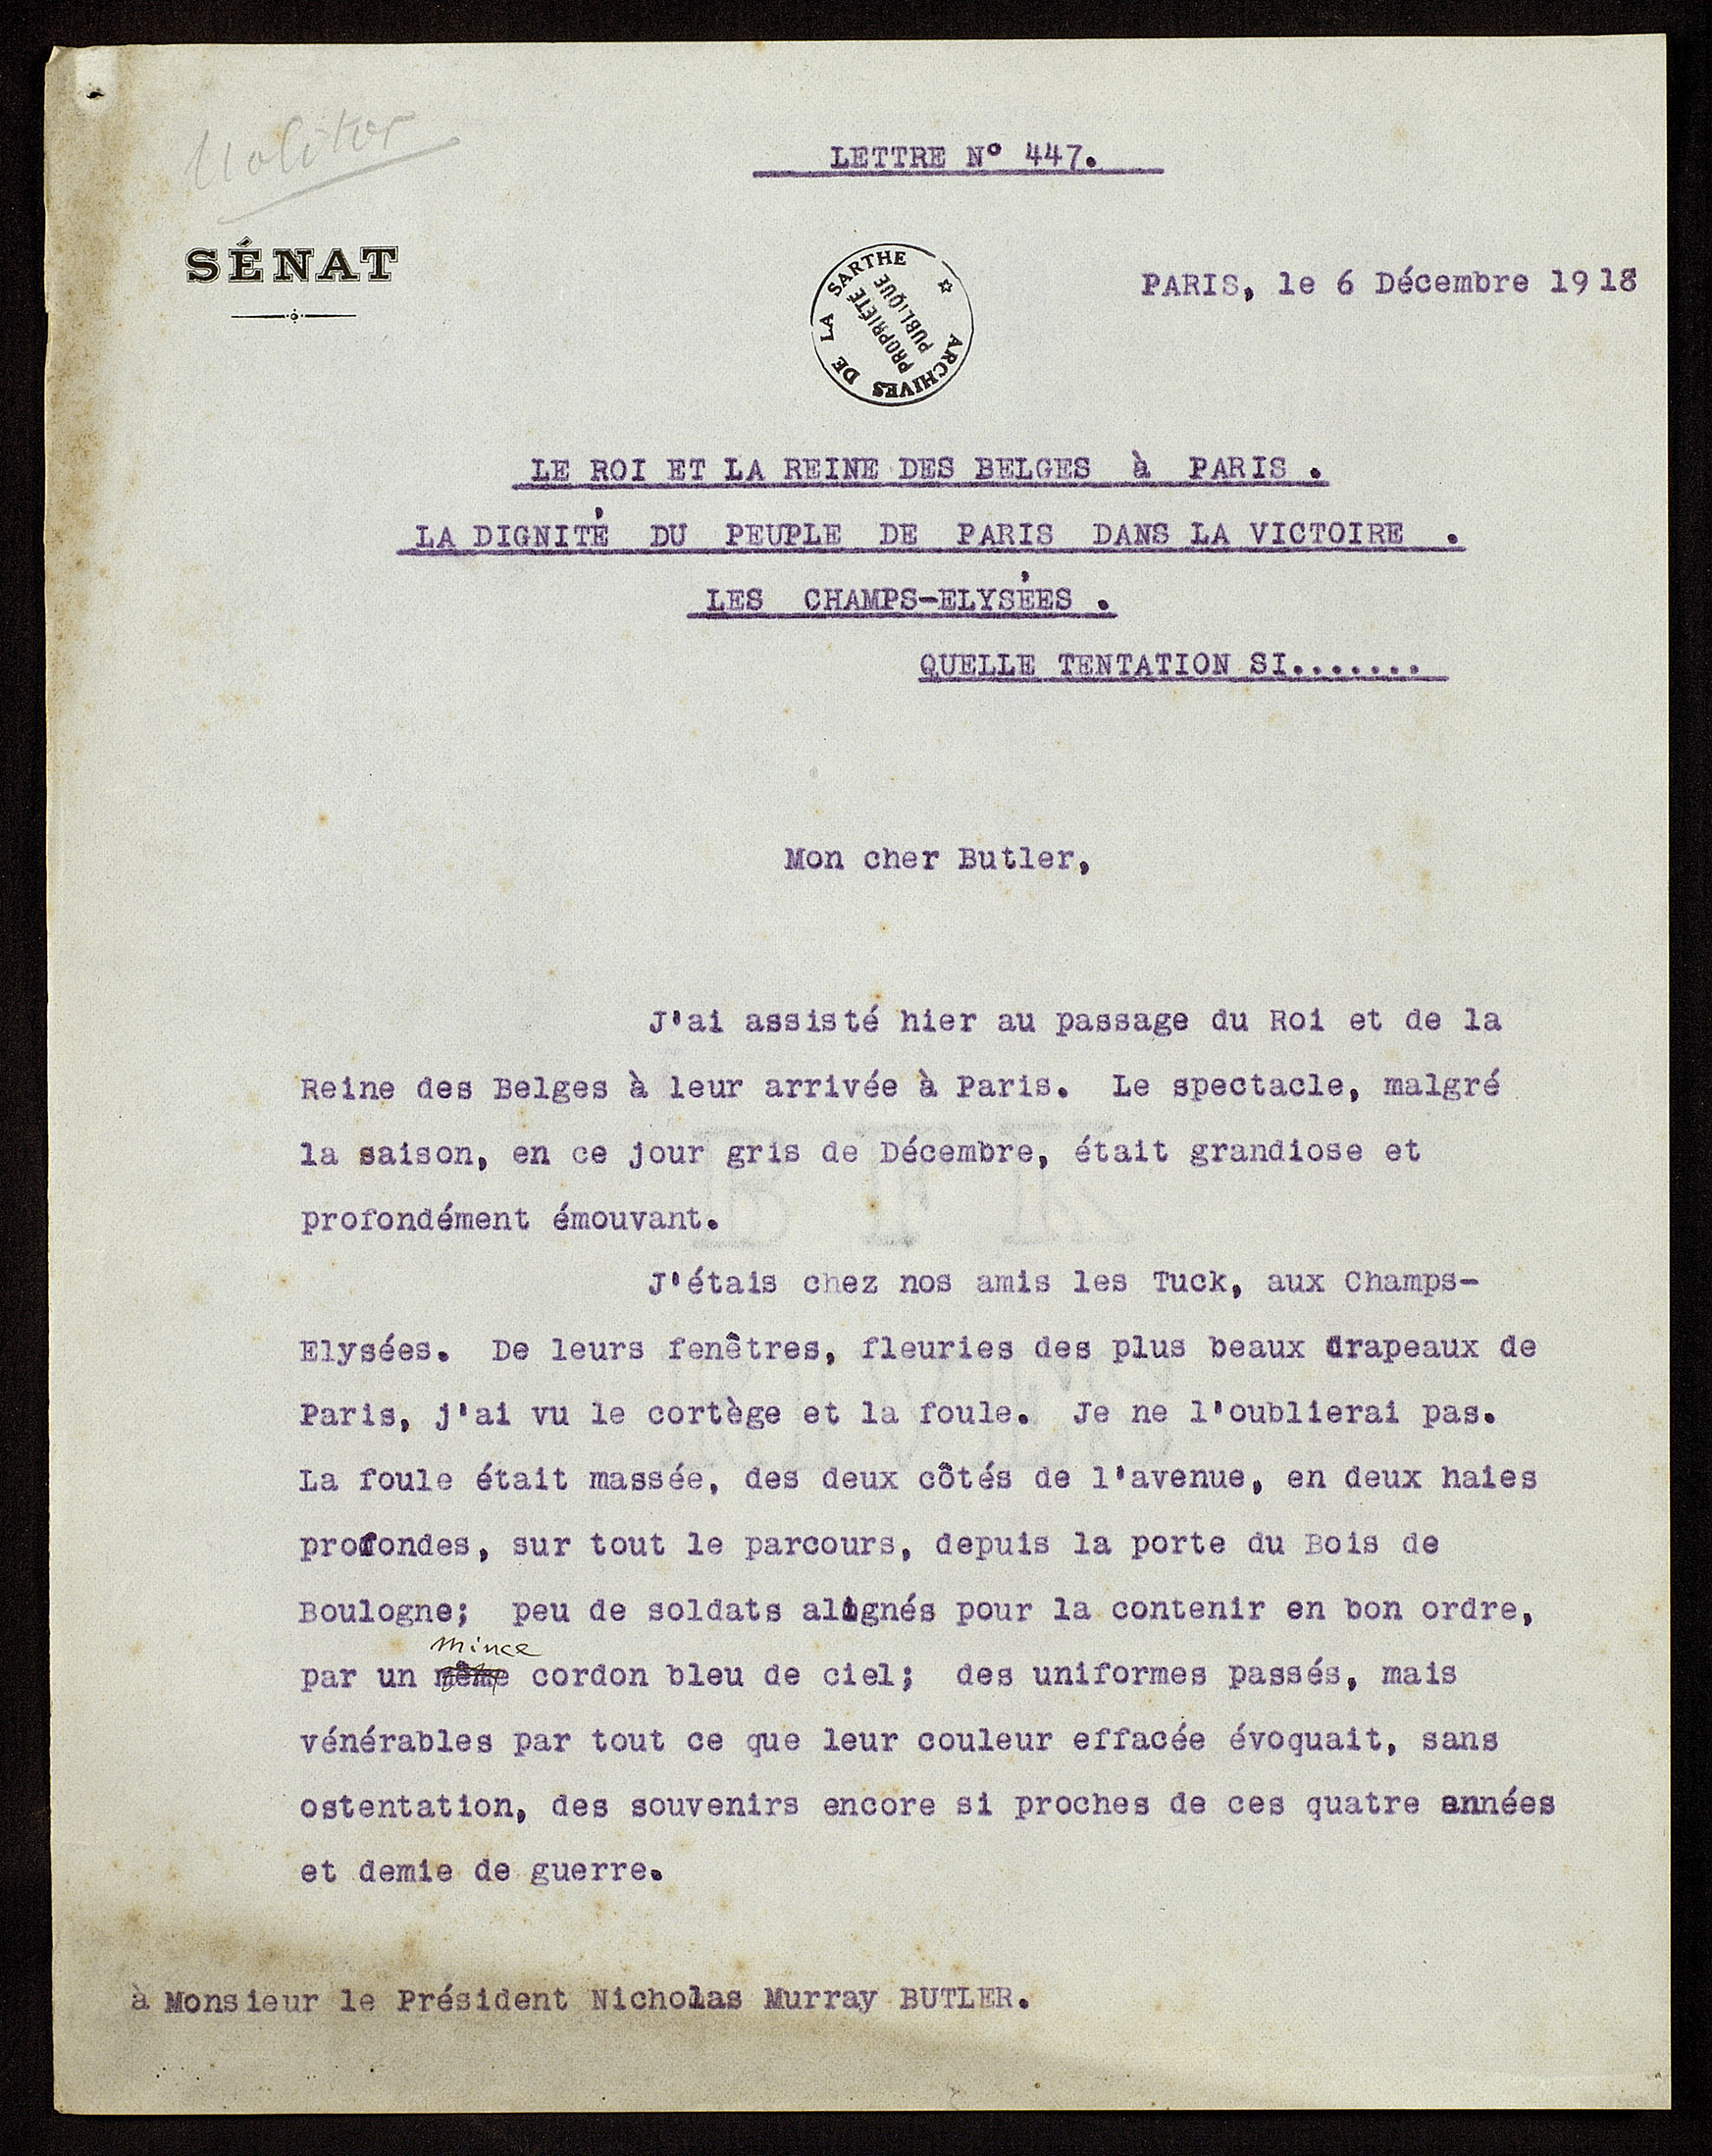 Moliter
LETTRE N° 447.
SÉNAT
ARCHIVES DE LA SARTHE
PROPRIÉTÉ
PUBLIQUE
PARIS, le 6 Décembre 1918
LE ROI ET LA REINE DES BELGES à PARIS .
LA DIGNITÉ DU PEUPLE DE PARIS DANS LA VICTOIRE .
LES CHAMPS-ELYSÉES .
QUELLE TENTATION SI.......
Mon cher Butler,
J'ai assisté hier au passage du Roi et de la
Reine des Belges à leur arrivée à Paris. Le spectacle, malgré
la saison, en ce jour gris de Décembre, était grandiose et
profondément émouvant.
J'étais chez nos amis les Tuck, aux Champs-
Elysées. De leurs fenêtres, fleuries des plus beaux drapeaux de
Paris, j'ai vu le cortège et la foule. Je ne l'oublierai pas.
La foule était massée, des deux côtés de l'avenue, en deux haies
profondes, sur tout le parcours, depuis la porte du Bois de
Boulogne; peu de soldats alignés pour la contenir en bon ordre,
mince
par un même cordon bleu de ciel; des uniformes passés, mais
vénérables par tout ce que leur couleur effacée évoquait, sans
ostentation, des souvenirs encore si proches de ces quatre années
et demie de guerre.
à Monsieur le Président Nicholas Murray BUTLER.